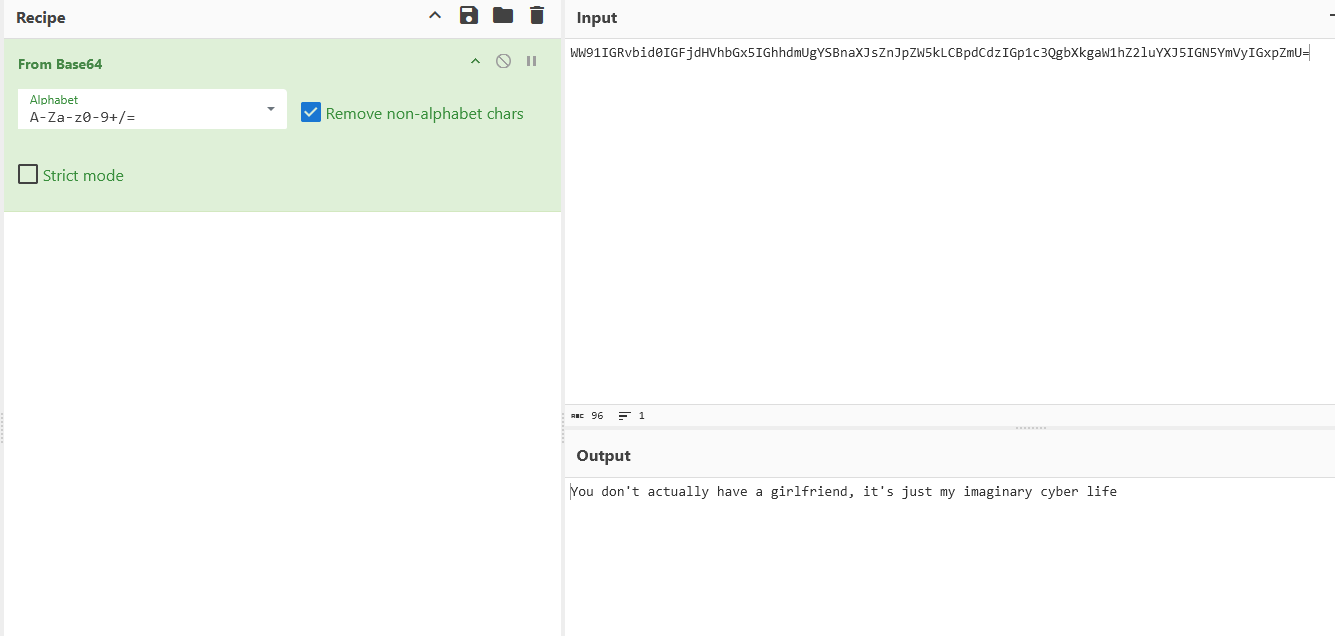 Recipe
From Base64
Alphabet
A-Za-z0-9+/=
Remove non-alphabet chars
Strict mode
Input
WW91IGRvbid0IGFjdHVhbGx5IGhhdmUgYSBnaXJsZnJpZW5kLCBpdCdzIGp1c3QgbXkgaW1hZ2luYXJ5IGN5YmVyIGxpZmU=
ABC 96 1
Output
You don't actually have a girlfriend, it's just my imaginary cyber life